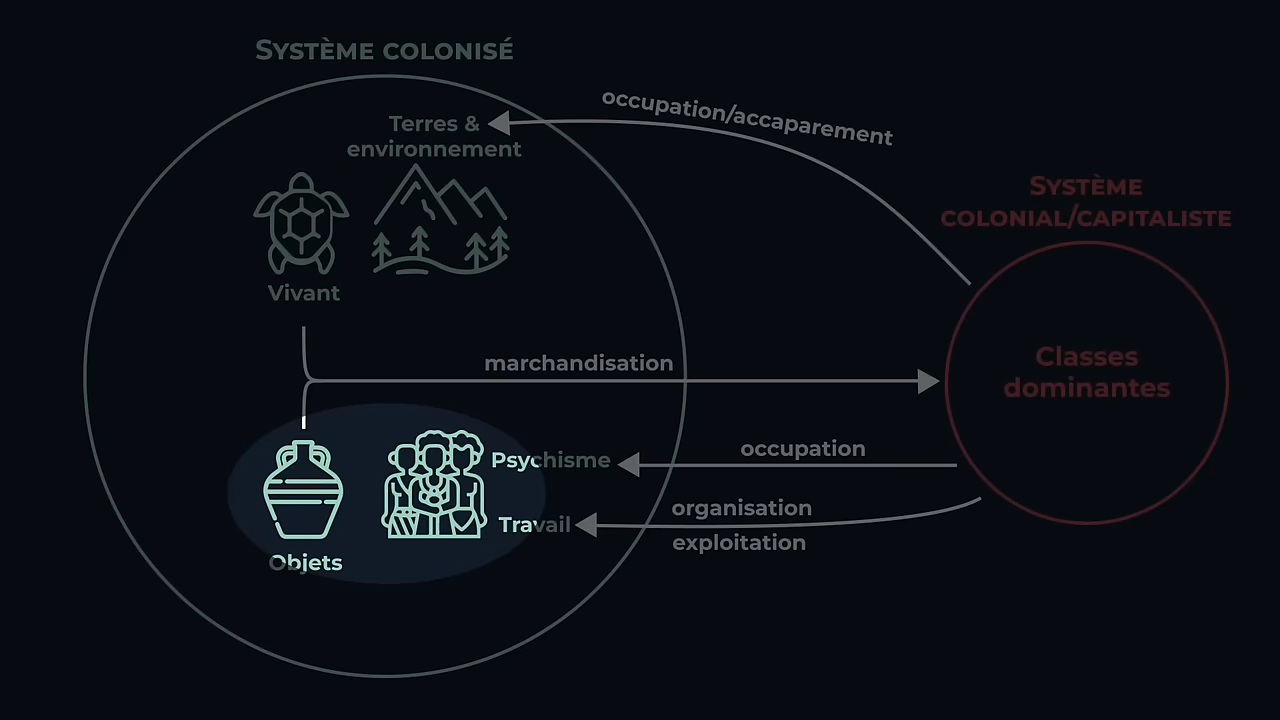 SYSTÈME COLONISÉ
occupation/accaparement
Terres &
environnement
SYSTÈME
COLONIAL/CAPITALISTE
Vivant
marchandisation
Classes
dominantes
occupation
Psychisme
organisation
Travail
exploitation
Objets